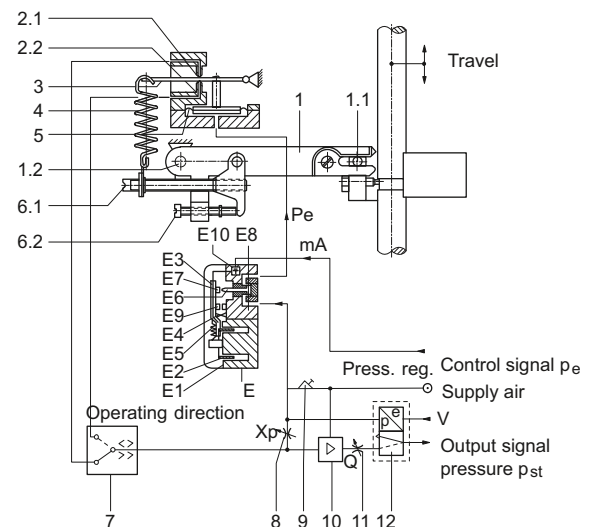 2.1
2.2
3
4
5
1.2
6.1
6.2
1
1.1
Travel
Pe
mA
E10 E8
E3
E7
E6
E9
E4
E5
E2
E1
E
Press. reg.
Control signal pe
Supply air
Operating direction
< >
> >
Xp
Q
e
p
V
Output signal
pressure pst
7
8
9
10
11
12